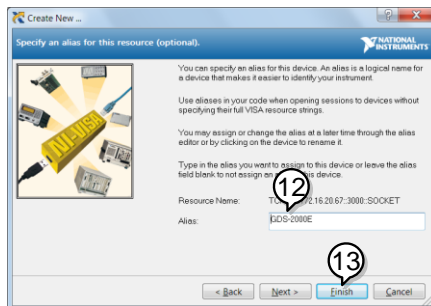 Create New ...
Specify an alias for this resource (optional).
NATIONAL
INSTRUMENTS
You can specify an alias for this device. An alias is a logical name for
a device that makes it easier to identify your instrument.
Use aliases in your code when opening sessions to devices without
specifying their full VISA resource strings.
You may assign or change the alias at a later time through the alias
editor or by clicking on the device to rename it.
Type in the alias you want to assign to this device or leave the alias
field blank to not assign an this device.
NI-VISA
12
Resource Name: 2.16.20.67::3000::SOCKET
Alias: GDS-2000E
13
< Back Next > Finish Cancel